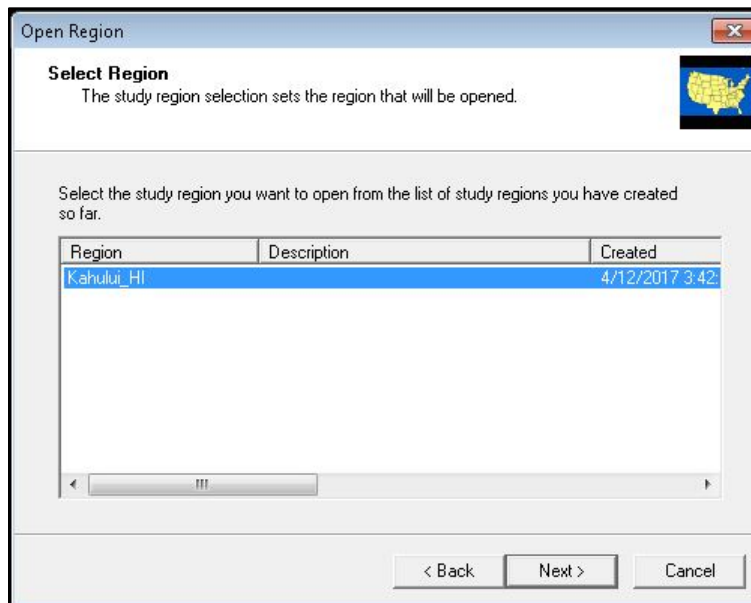 Open Region
Select Region
The study region selection sets the region that will be opened.
Select the study region you want to open from the list of study regions you have created
so far.
Region Description Created
Kahului_HI 4/12/2017 3:42:
< Back Next > Cancel